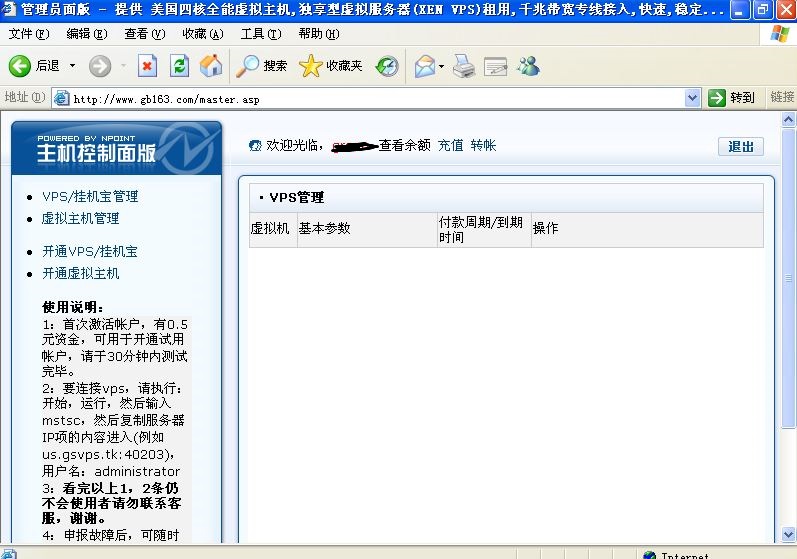 管理员面版 - 提供 美国四核全能虚拟主机,独享型虚拟服务器(XEN VPS)租用,千兆带宽专线接入,快速,稳定...
文件(F) 编辑(E) 查看(V) 收藏(A) 工具(T) 帮助(H)
后退 搜索 收藏夹
地址(D) http://www.gb163.com/master.asp 转到 链接
POWERED BY NPOINT
主机控制面版
欢迎光临, 查看余额 充值 转帐 退出
VPS/挂机宝管理
虚拟主机管理
开通VPS/挂机宝
开通虚拟主机
使用说明:
1: 首次激活帐户，有0.5
元资金，可用于开通试用
帐户，请于30分钟内测试
完毕。
2: 要连接vps，请执行:
开始，运行，然后输入
mstsc，然后复制服务器
IP项的内容进入(例如
us.gsvps.tk:40203)，
用户名: administrator
3: 看完以上1，2条仍
不会使用者请勿联系客
服，谢谢。
4: 申报故障后，可随时
· VPS管理
虚拟机 基本参数 付款周期/到期
时间 操作
Internet